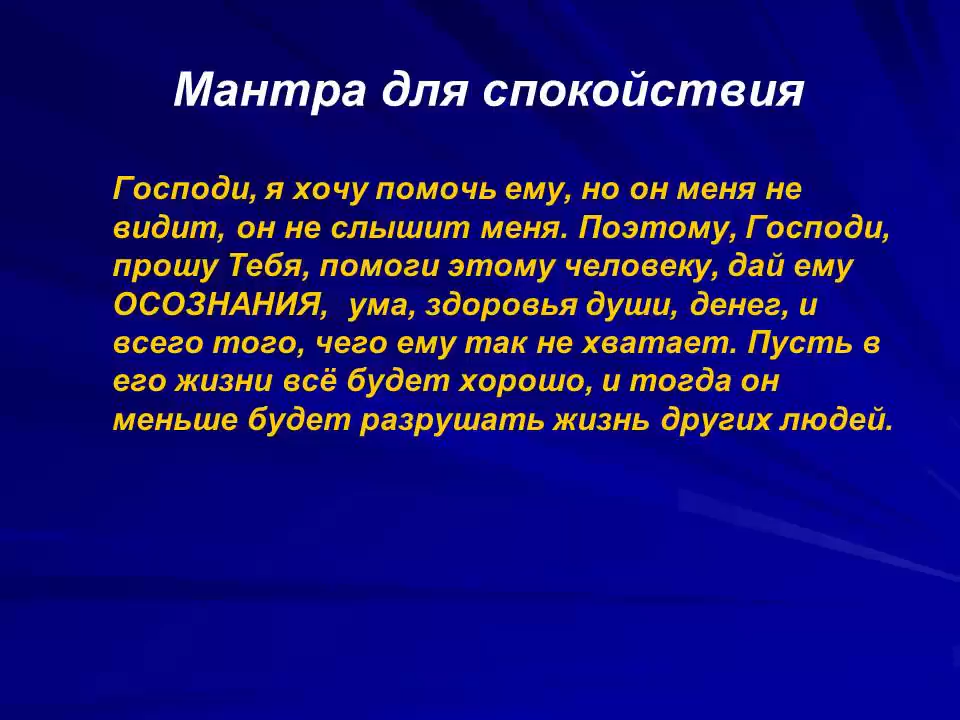 Мантра для спокойствия
Господи, я хочу помочь ему, но он меня не
видит, он не слышит меня. Поэтому, Господи,
прошу Тебя, помоги этому человеку, дай ему
ОСОЗНАНИЯ, ума, здоровья души, денег, и
всего того, чего ему так не хватает. Пусть в
его жизни всё будет хорошо, и тогда он
меньше будет разрушать жизнь других людей.